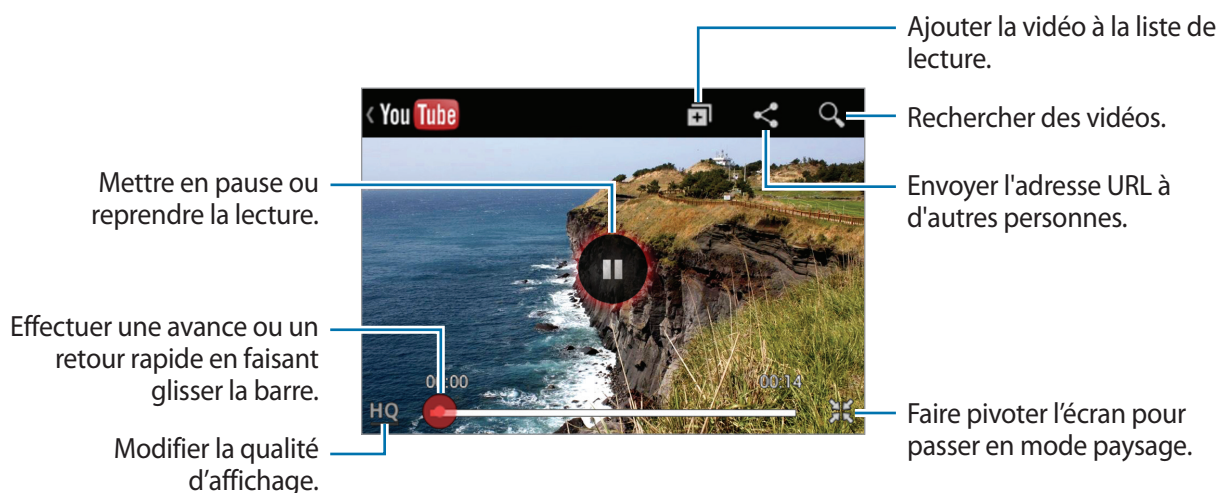 Ajouter la vidéo à la liste de
lecture.
You Tube
Rechercher des vidéos.
Mettre en pause ou
reprendre la lecture.
Envoyer l'adresse URL à
d'autres personnes.
Effectuer une avance ou un
retour rapide en faisant
glisser la barre.
00:00
00:14
HQ
Modifier la qualité
d’affichage.
Faire pivoter l’écran pour
passer en mode paysage.